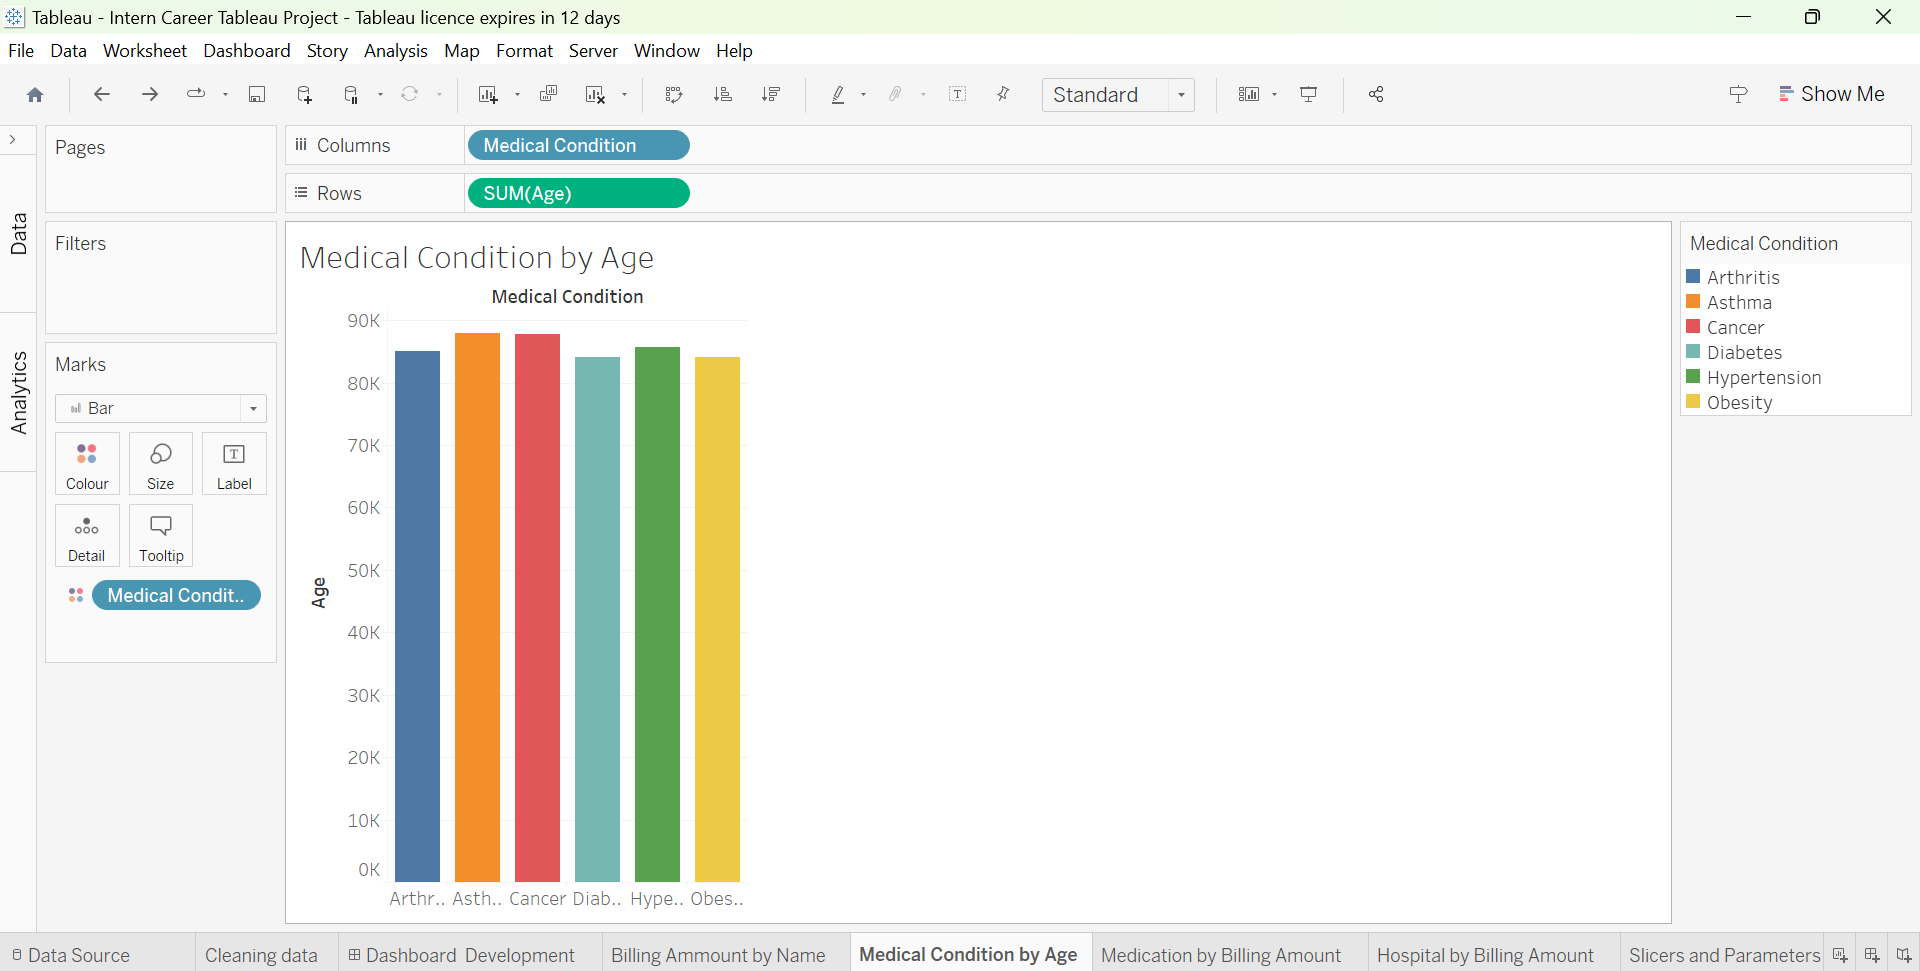 Tableau - Intern Career Tableau Project - Tableau licence expires in 12 days
File Data Worksheet Dashboard Story Analysis Map Format Server Window Help
Standard
Show Me
Data
Analytics
Pages
Filters
Marks
Bar
Colour Size Label
Detail Tooltip
Medical Condit..
Columns Medical Condition
Rows SUM(Age)
Medical Condition by Age
Medical Condition
90K
80K
70K
60K
50K
40K
30K
20K
10K
0K
Age
Arthr.. Asth.. Cancer Diab.. Hype.. Obes..
Medical Condition
Arthritis
Asthma
Cancer
Diabetes
Hypertension
Obesity
Data Source Cleaning data Dashboard Development Billing Ammount by Name Medical Condition by Age Medication by Billing Amount Hospital by Billing Amount Slicers and Parameters